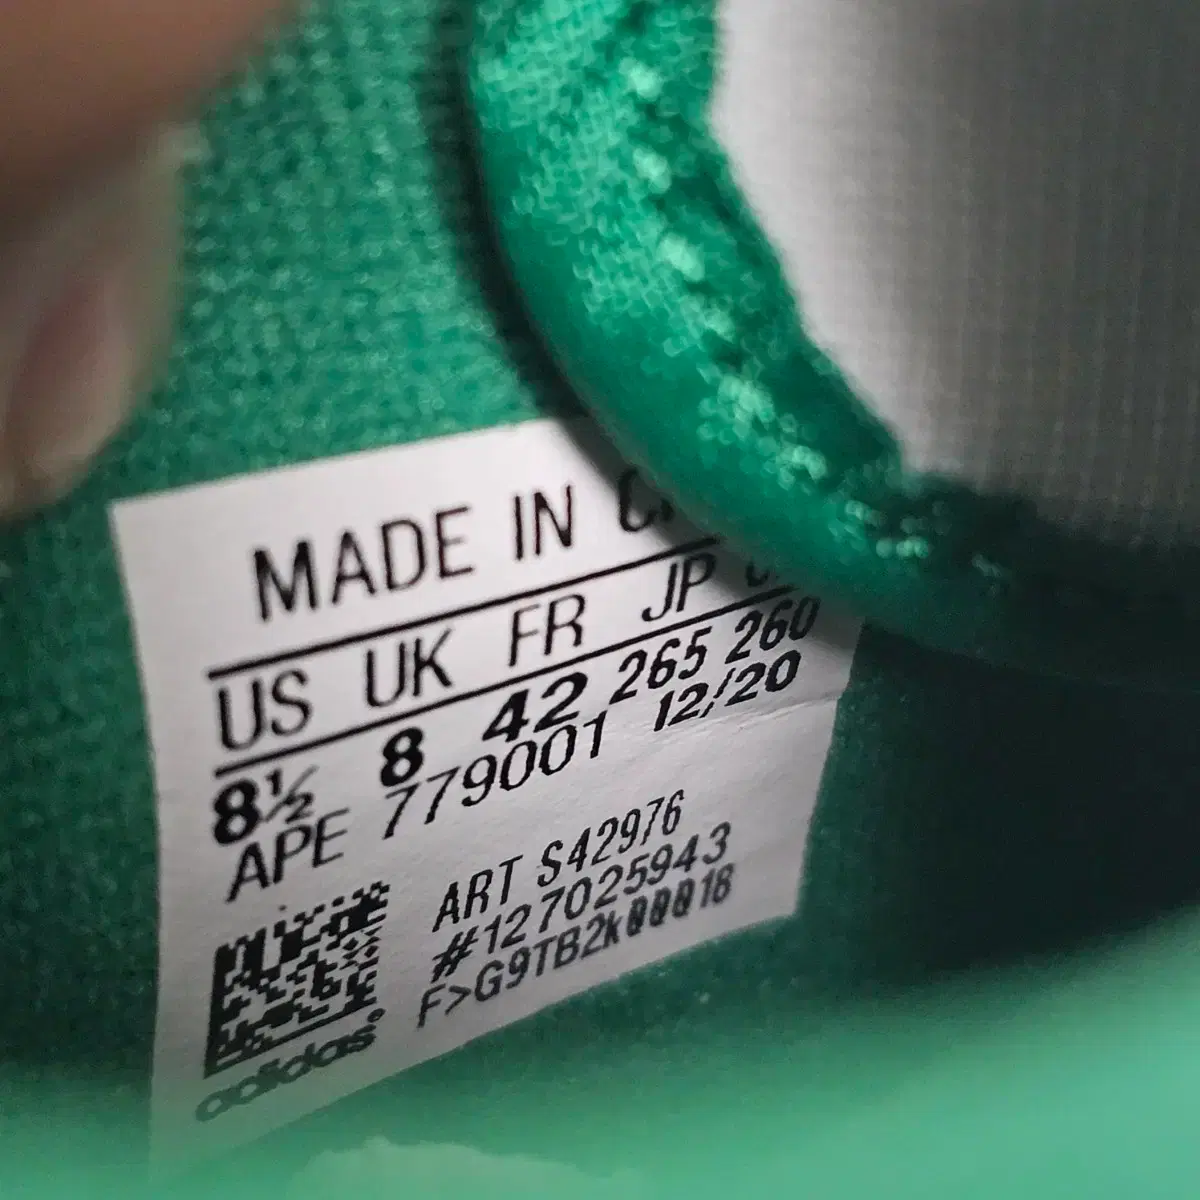 MADE IN
US UK FR JP
8½ 8 42 265 260
APE 779001 12/20
ART S42976
#127025943
F>G9TB2k00018
adidas